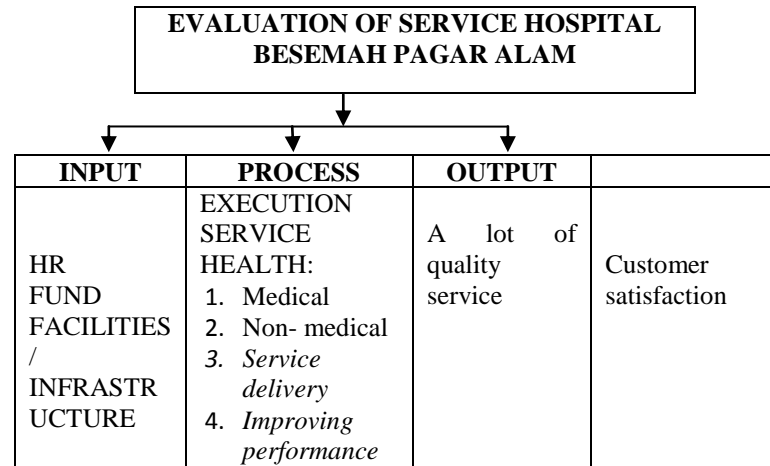 EVALUATION OF SERVICE HOSPITAL
BESEMAH PAGAR ALAM
INPUT
PROCESS
OUTPUT
HR
FUND
FACILITIES
/
INFRASTR
UCTURE
EXECUTION
SERVICE
HEALTH:
1. Medical
2. Non- medical
3. Service
delivery
4. Improving
performance
A lot of
quality
service
Customer
satisfaction